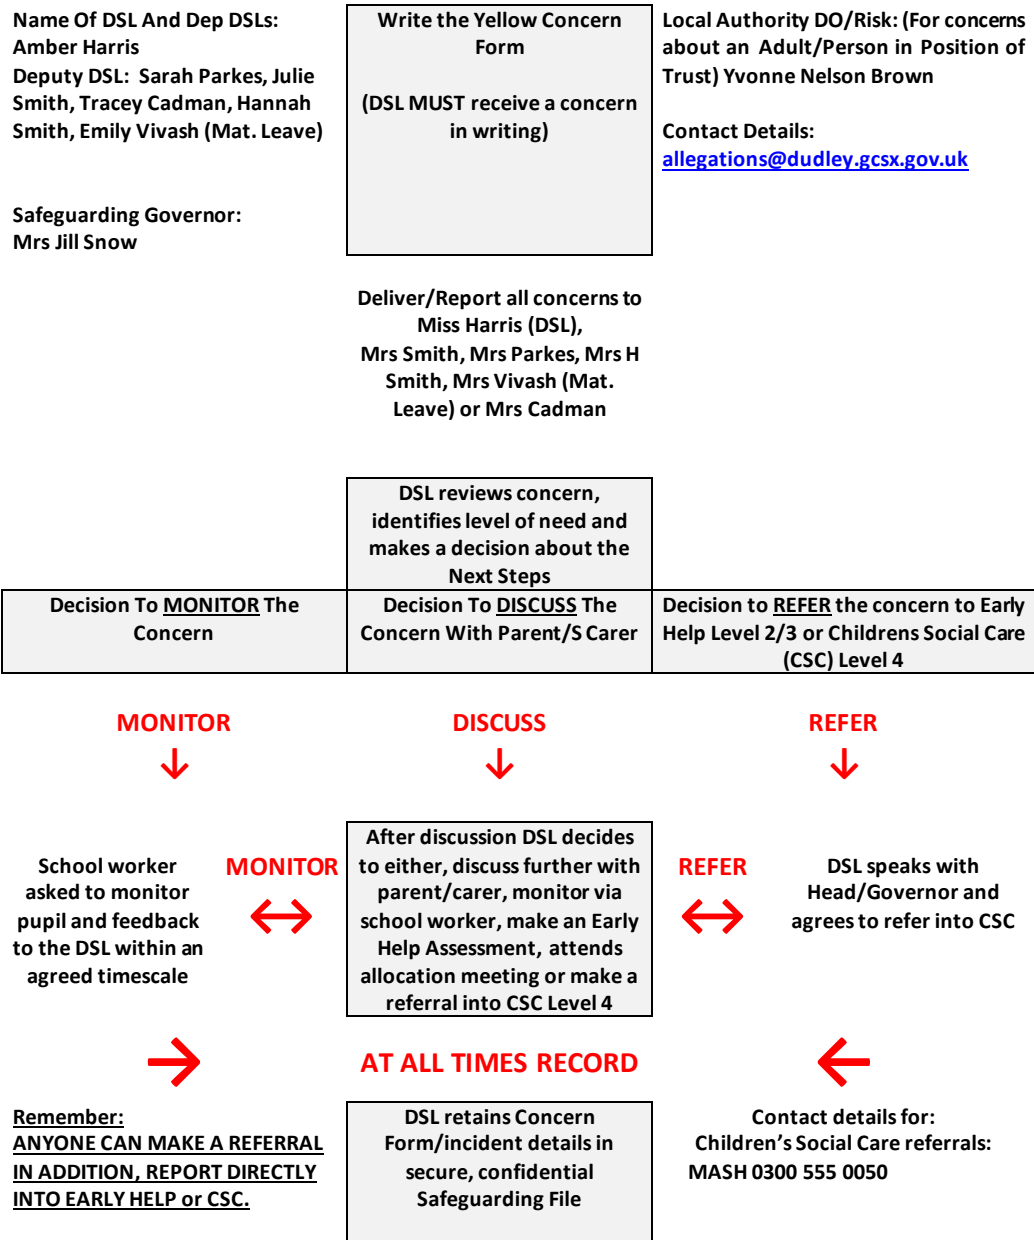 Name Of DSL And Dep DSLs:
Amber Harris
Deputy DSL:  Sarah Parkes, Julie
Smith, Tracey Cadman, Hannah
Smith, Emily Vivash (Mat. Leave)
Safeguarding Governor:
Mrs Jill Snow
Write the Yellow Concern
Form
(DSL MUST receive a concern
in writing)
Local Authority DO/Risk: (For concerns
about an Adult/Person in Position of
Trust) Yvonne Nelson Brown
Contact Details:
allegations@dudley.gcsx.gov.uk
Deliver/Report all concerns to
Miss Harris (DSL),
Mrs Smith, Mrs Parkes, Mrs H
Smith, Mrs Vivash (Mat.
Leave) or Mrs Cadman
DSL reviews concern,
identifies level of need and
makes a decision about the
Next Steps
Decision To MONITOR The
Concern
Decision To DISCUSS The
Concern With Parent/S Carer
Decision to REFER the concern to Early
Help Level 2/3 or Childrens Social Care
(CSC) Level 4
MONITOR
DISCUSS
REFER
School worker
asked to monitor
pupil and feedback
to the DSL within an
agreed timescale
MONITOR
After discussion DSL decides
to either, discuss further with
parent/carer, monitor via
school worker, make an Early
Help Assessment, attends
allocation meeting or make a
referral into CSC Level 4
REFER
DSL speaks with
Head/Governor and
agrees to refer into CSC
AT ALL TIMES RECORD
Remember:
ANYONE CAN MAKE A REFERRAL
IN ADDITION, REPORT DIRECTLY
INTO EARLY HELP or CSC.
DSL retains Concern
Form/incident details in
secure, confidential
Safeguarding File
Contact details for:
Children's Social Care referrals:
MASH 0300 555 0050